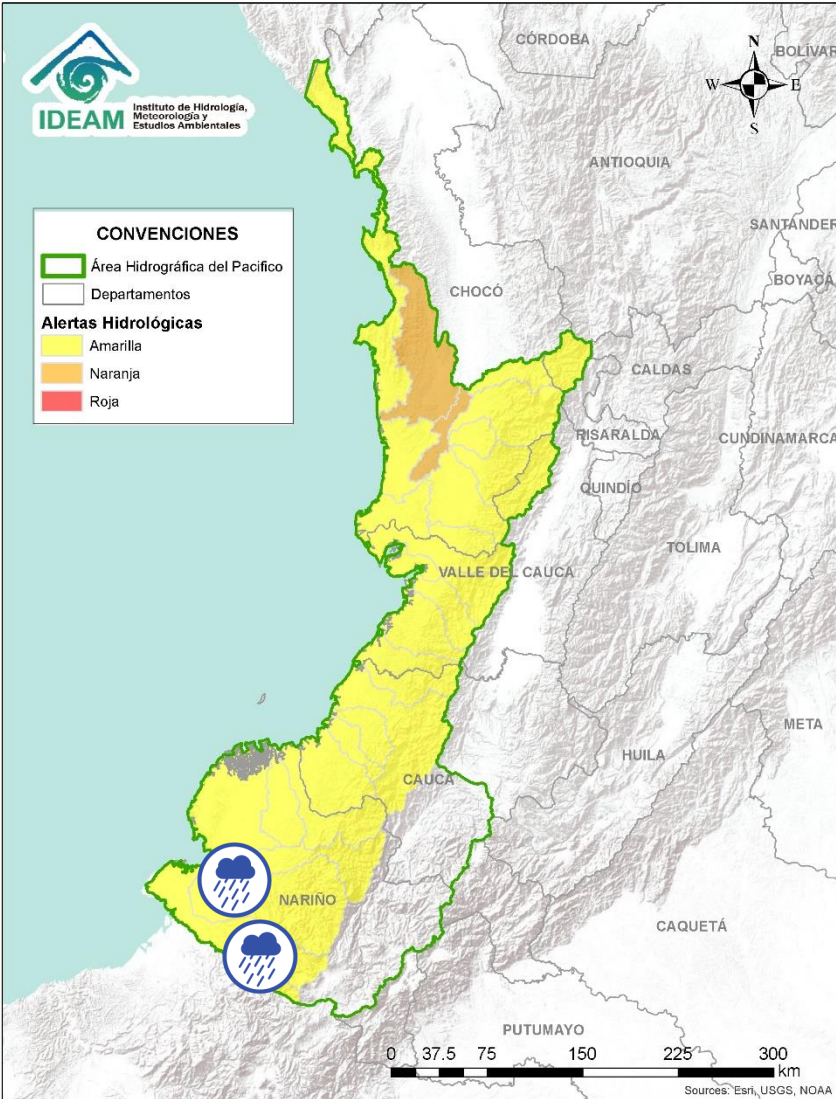 IDEAM
Instituto de Hidrología,
Meteorología y
Estudios Ambientales
CÓRDOBA
BOLÍVAR
N
W
E
S
ANTIOQUIA
SANTANDER
BOYACÁ
CONVENCIONES
Área Hidrográfica del Pacifico
Departamentos
Alertas Hidrológicas
Amarilla
Naranja
Roja
CHOCÓ
CALDAS
RISARALDA
CUNDINAMARCA
QUINDÍO
TOLIMA
VALLE DEL CAUCA
META
HUILA
CAUCA
NARIÑO
CAQUETÁ
PUTUMAYO
0 37.5 75 150 225 300
km
Sources: Esri, USGS, NOAA